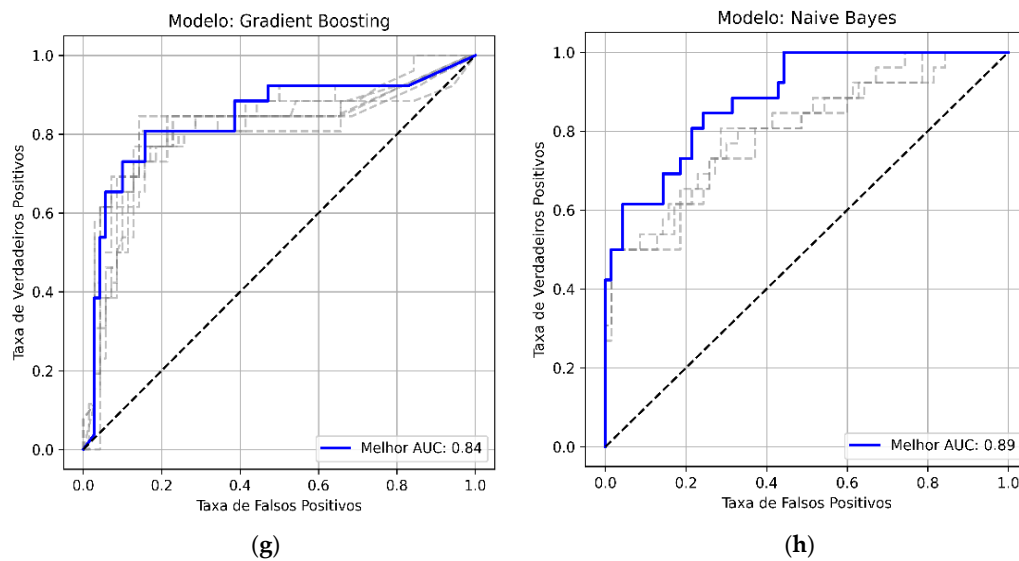 Modelo: Gradient Boosting
1.0
0.8
0.6
0.4
0.2
0.0
Taxa de Verdadeiros Positivos
Melhor AUC: 0.84
0.0 0.2 0.4 0.6 0.8 1.0
Taxa de Falsos Positivos
(g)
Modelo: Naive Bayes
1.0
0.8
0.6
0.4
0.2
0.0
Taxa de Verdadeiros Positivos
Melhor AUC: 0.89
0.0 0.2 0.4 0.6 0.8 1.0
Taxa de Falsos Positivos
(h)